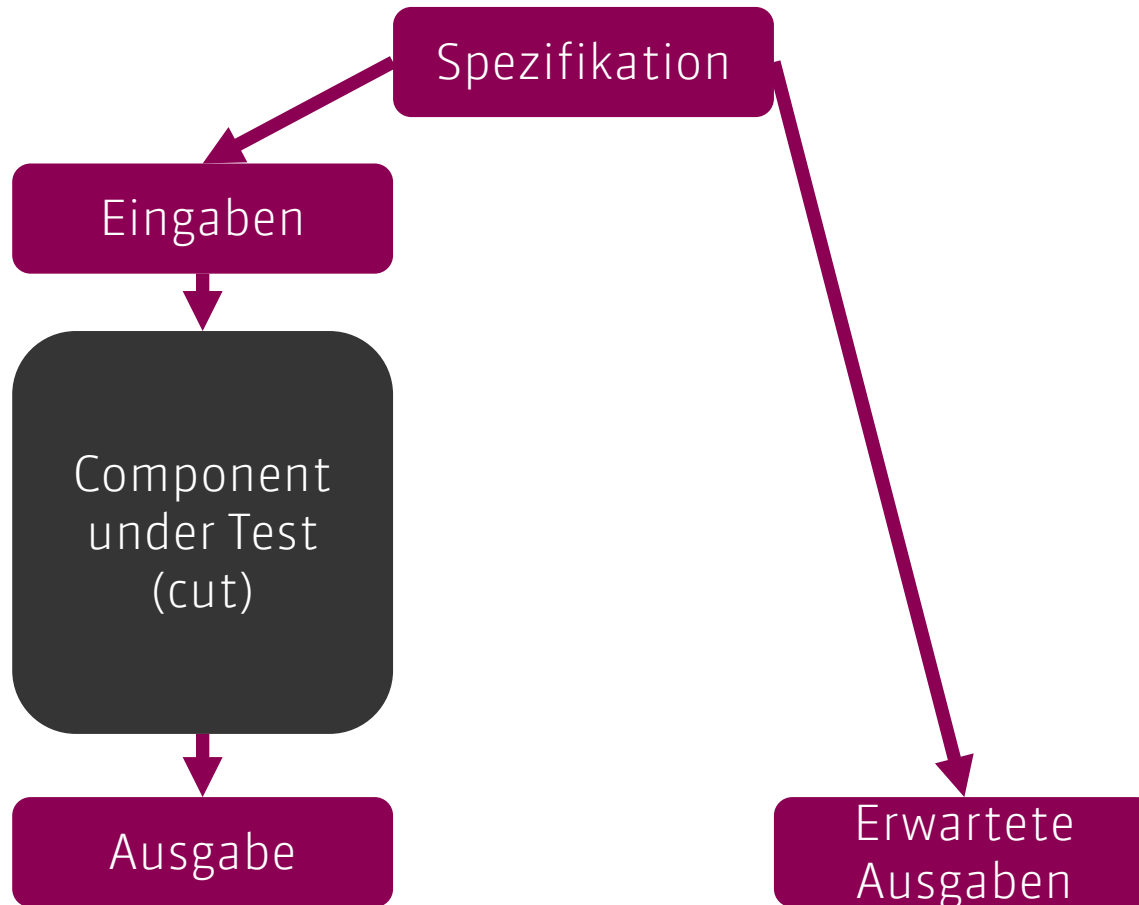 Spezifikation
Eingaben
Component
under Test
(cut)
Ausgabe
Erwartete
Ausgaben